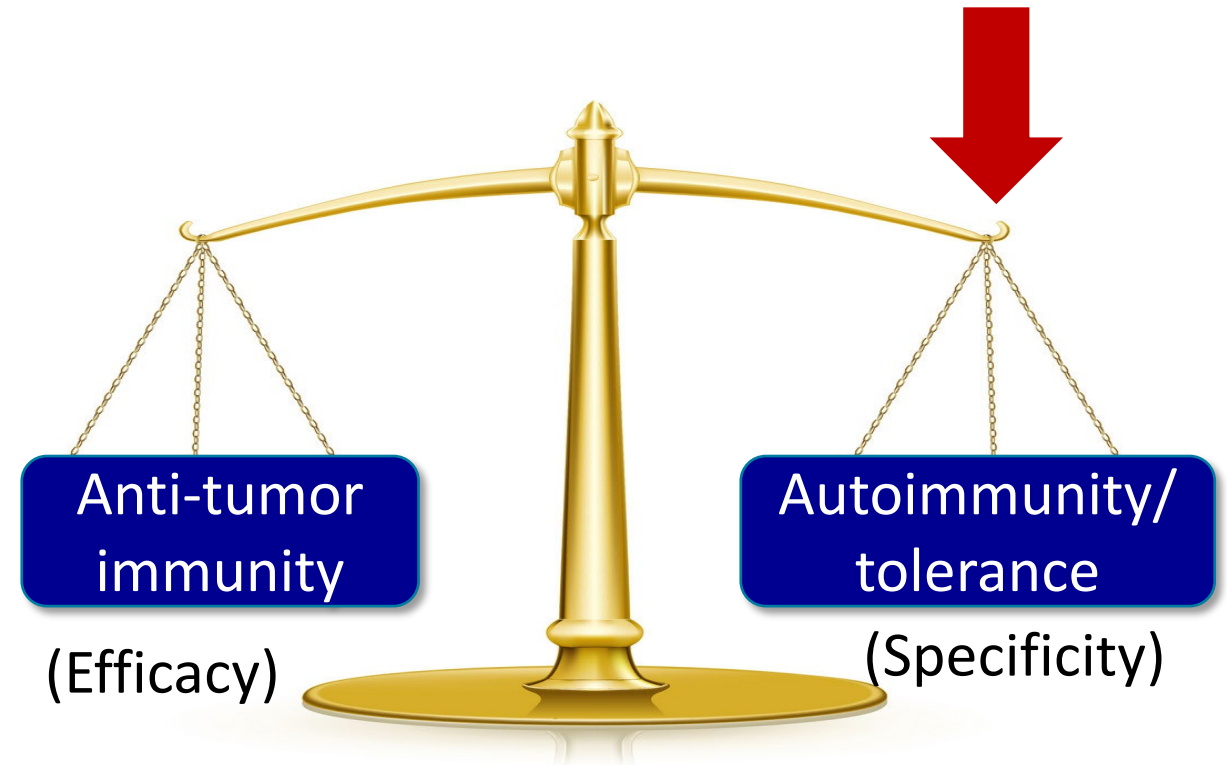 Anti-tumor
immunity
(Efficacy)
Autoimmunity/
tolerance
(Specificity)